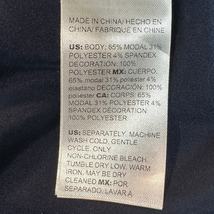 MADE IN CHINA/ HECHO EN
CHINA/ FABRIQUÉ EN CHINE
US: BODY: 65% MODAL 31%
POLYESTER 4% SPANDEX
DECORATION: 100%
POLYESTER MX: CUERPO:
65% modal 31% poliéster 4%
elastano DECORACIÓN: 100%
poliéster CA: CORPS: 65%
MODAL 31% POLYESTER 4%
SPANDEX DÉCORATION: 100%
POLYESTER
US: SEPARATELY, MACHINE
WASH COLD, GENTLE
CYCLE, ONLY
NON-CHLORINE BLEACH,
TUMBLE DRY LOW, WARM
IRON, MAY BE DRY
CLEANED MX: POR
SEPARADO, LAVAR A